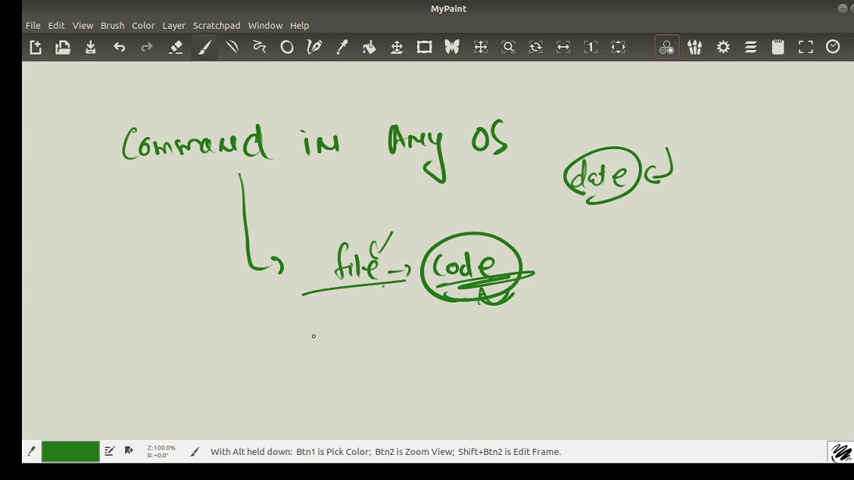 MyPaint
File Edit View Brush Color Layer Scratchpad Window Help
1
Command in Any OS
date
file → code
Z: 100.0%
R: +0.0°
With Alt held down: Btn1 is Pick Color; Btn2 is Zoom View; Shift+Btn2 is Edit Frame.